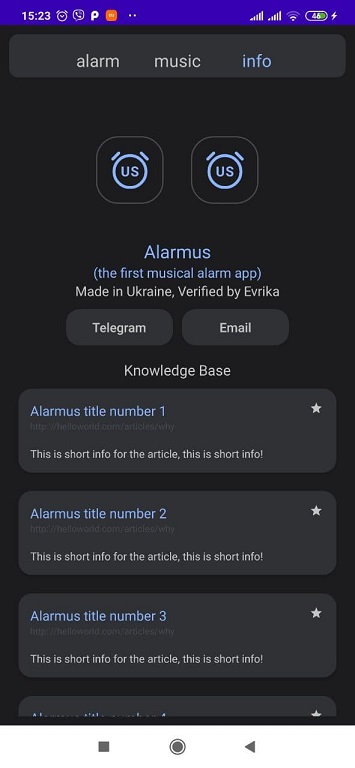 15:23
46
alarm music info
US US
Alarmus
(the first musical alarm app)
Made in Ukraine, Verified by Evrika
Telegram Email
Knowledge Base
Alarmus title number 1
http://helloworld.com/articles/why
This is short info for the article, this is short info!
Alarmus title number 2
http://helloworld.com/articles/why
This is short info for the article, this is short info!
Alarmus title number 3
http://helloworld.com/articles/why
This is short info for the article, this is short info!
Alarmus title number 4